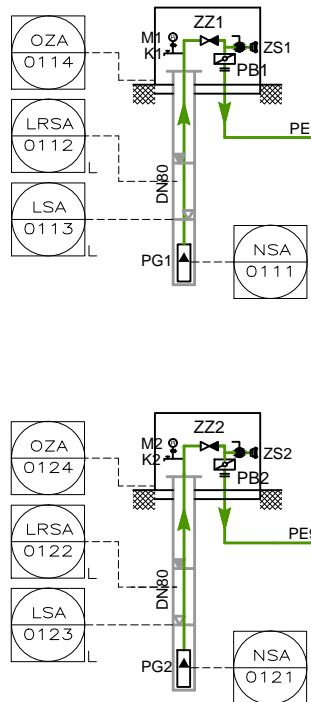 OZA
0114
LRSA
0112
L
LSA
0113
L
M1
K1
ZZ1
ZS1
PB1
DN80
PG1
NSA
0111
OZA
0124
LRSA
0122
L
LSA
0123
L
M2
K2
ZZ2
ZS2
PB2
DN80
PG2
NSA
0121